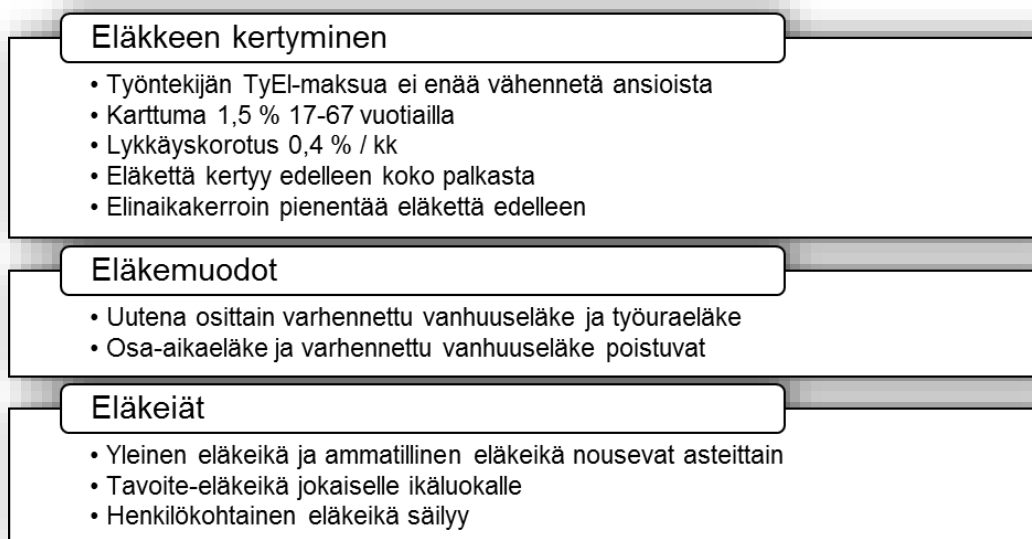 Eläkkeen kertyminen
• Työntekijän TyEl-maksua ei enää vähennetä ansioista
• Karttuma 1,5 % 17-67 vuotiailla
• Lykkäyskorotus 0,4 % / kk
• Eläkettä kertyy edelleen koko palkasta
• Elinaikakerroin pienentää eläkettä edelleen
Eläkemuodot
• Uutena osittain varhennettu vanhuuseläke ja työuraeläke
• Osa-aikaeläke ja varhennettu vanhuuseläke poistuvat
Eläkeiät
• Yleinen eläkeikä ja ammatillinen eläkeikä nousevat asteittain
• Tavoite-eläkeikä jokaiselle ikäluokalle
• Henkilökohtainen eläkeikä säilyy